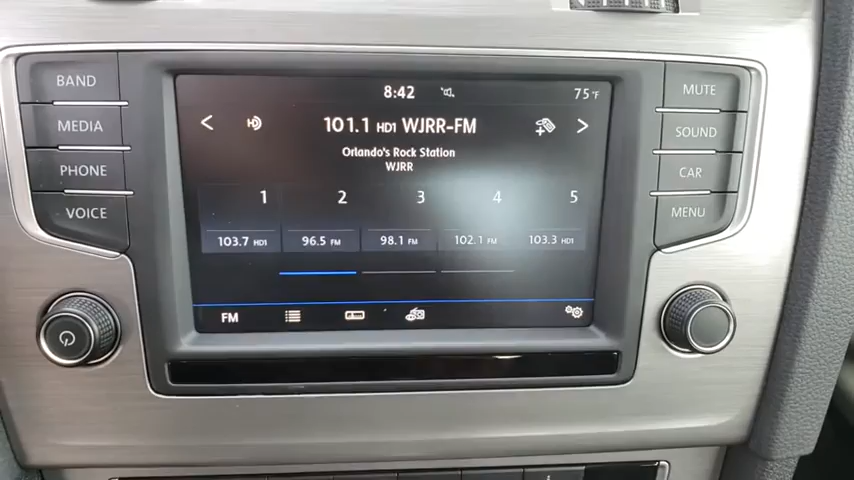 BAND
MEDIA
PHONE
VOICE
8:42
75°F
101.1 HD1 WJRR-FM
Orlando's Rock Station
WJRR
1 2 3 4 5
103.7 HD1 96.5 FM 98.1 FM 102.1 FM 103.3 HD1
FM
MUTE
SOUND
CAR
MENU